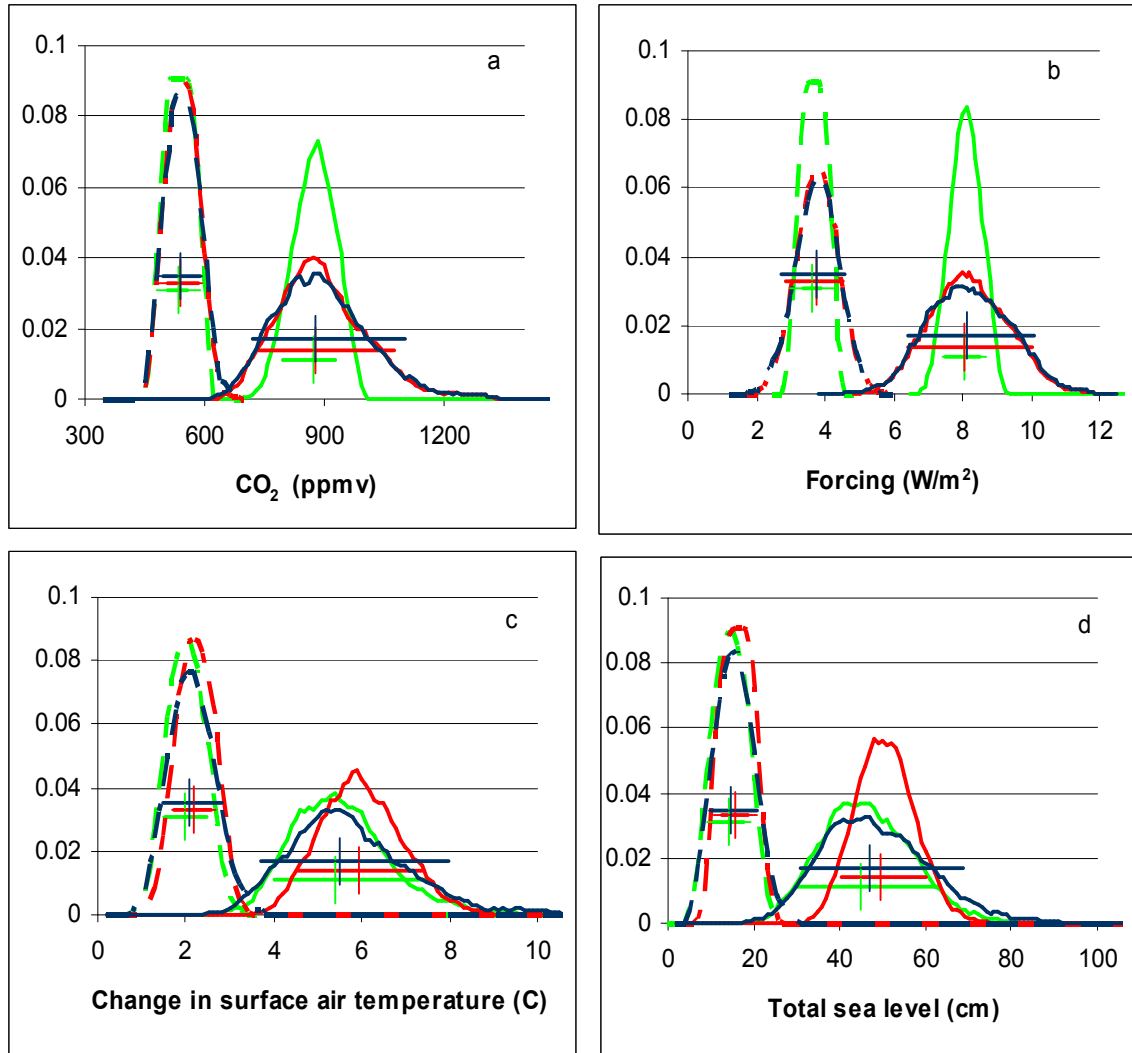 a
0.1
0.08
0.06
0.04
0.02
0
300 600 900 1200
CO2 (ppmv)
b
0.1
0.08
0.06
0.04
0.02
0
0 2 4 6 8 10 12
Forcing (W/m²)
c
0.1
0.08
0.06
0.04
0.02
0
0 2 4 6 8 10
Change in surface air temperature (C)
d
0.1
0.08
0.06
0.04
0.02
0
0 20 40 60 80 100
Total sea level (cm)